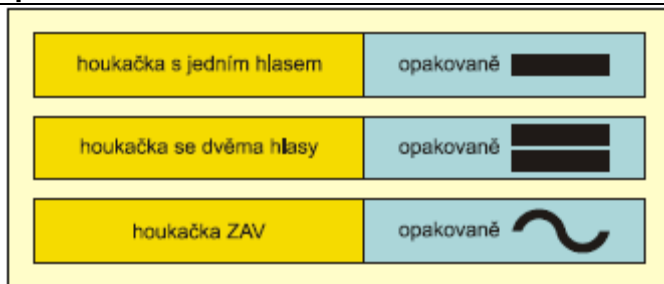 houkačka s jedním hlasem opakovaně
houkačka se dvěma hlasy opakovaně
houkačka ZAV opakovaně